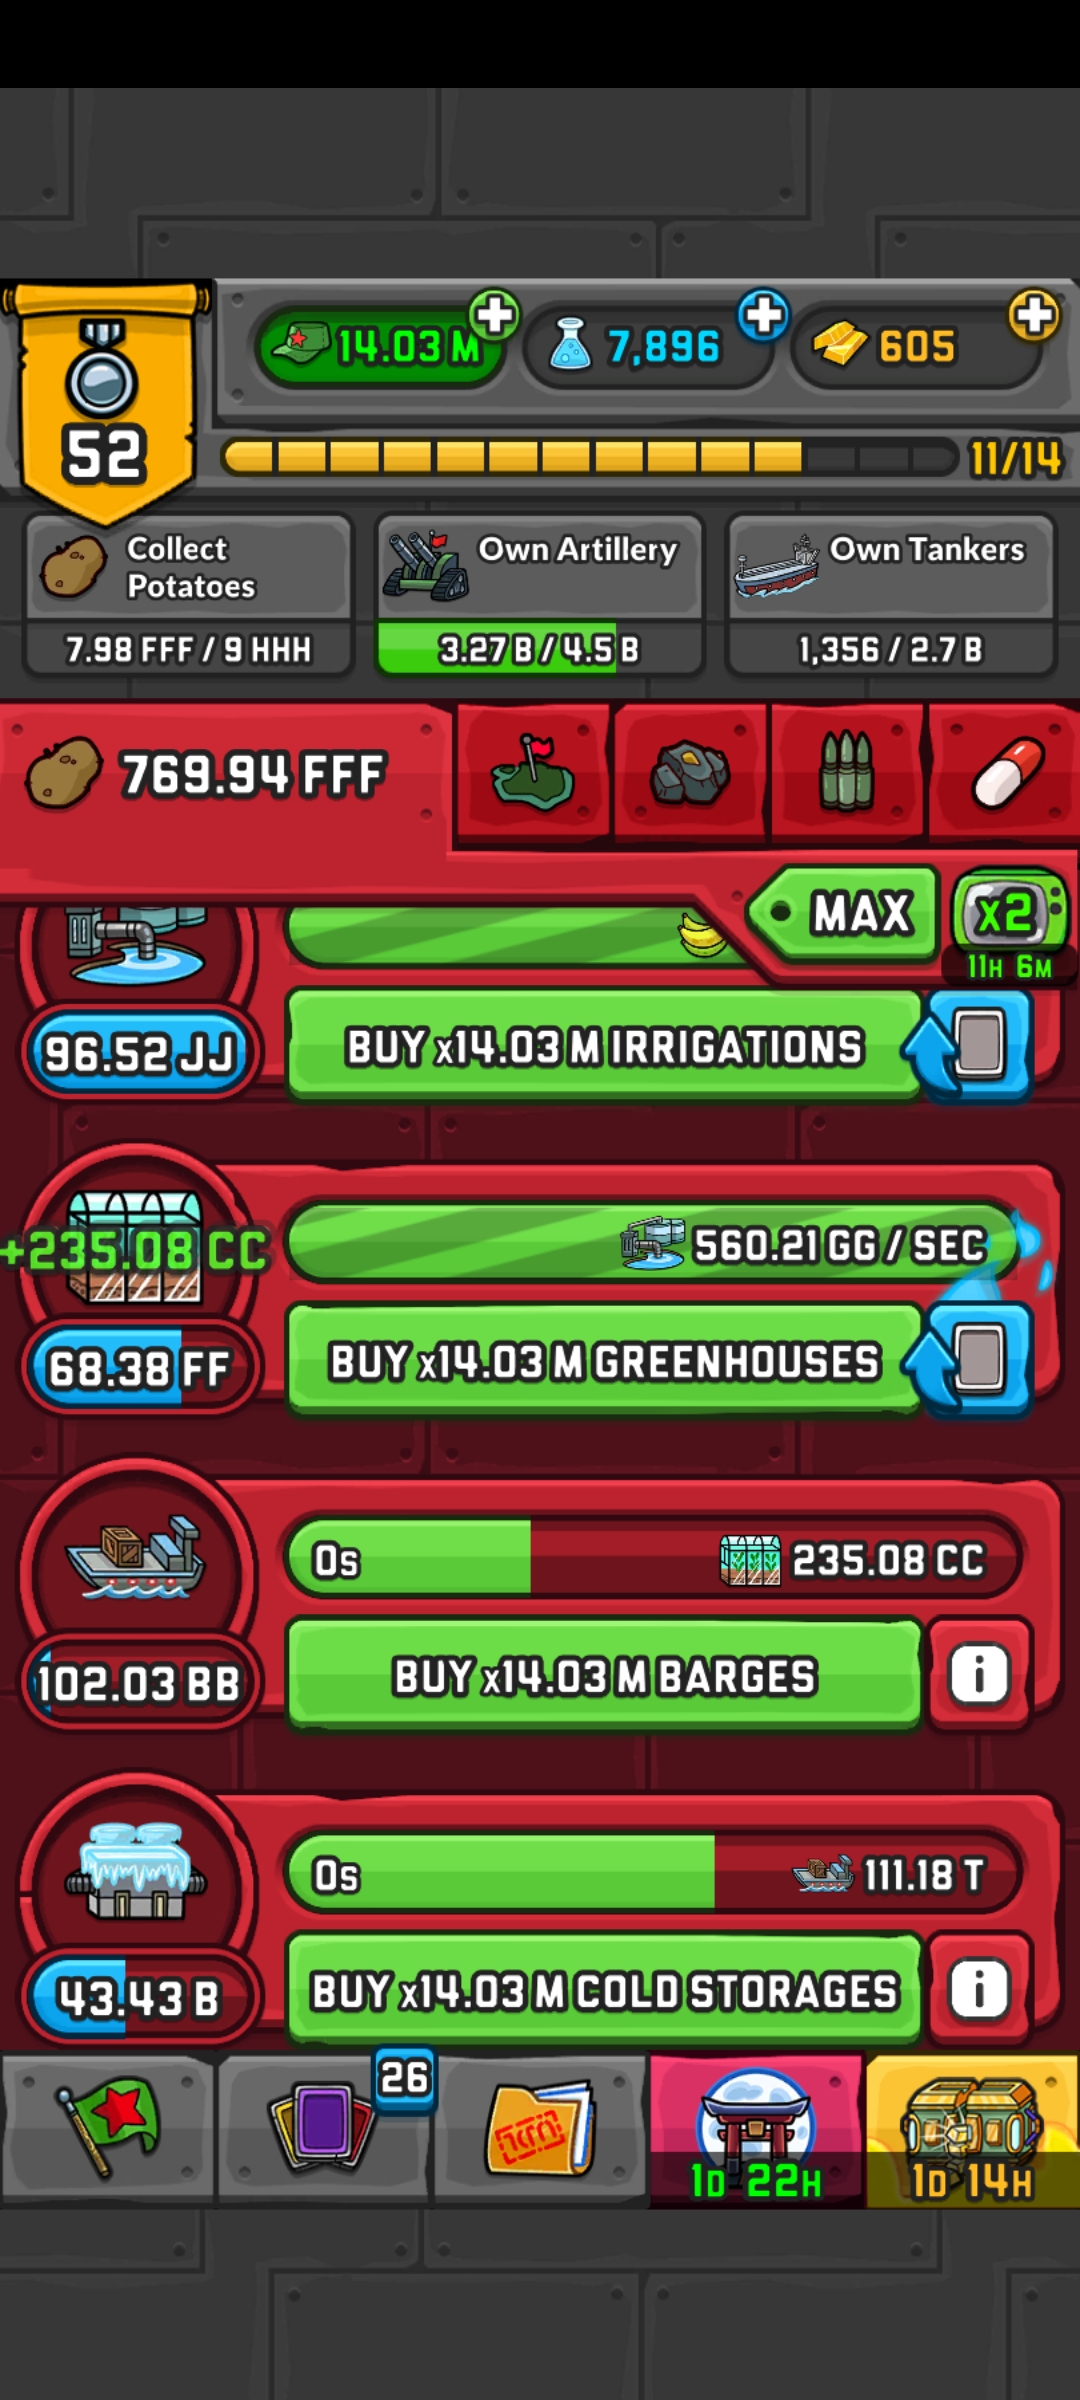 14.03 M
7,896
605
52
11/14
Collect
Potatoes
7.98 FFF / 9 HHH
Own Artillery
3.27 B / 4.5 B
Own Tankers
1,356 / 2.7 B
769.94 FFF
MAX
x2
11H 6M
96.52 JJ
BUY x14.03 M IRRIGATIONS
+235.08 CC
560.21 GG / SEC
68.38 FF
BUY x14.03 M GREENHOUSES
0s
235.08 CC
102.03 BB
BUY x14.03 M BARGES
i
0s
111.18 T
43.43 B
BUY x14.03 M COLD STORAGES
i
26
1D 22H
1D 14H